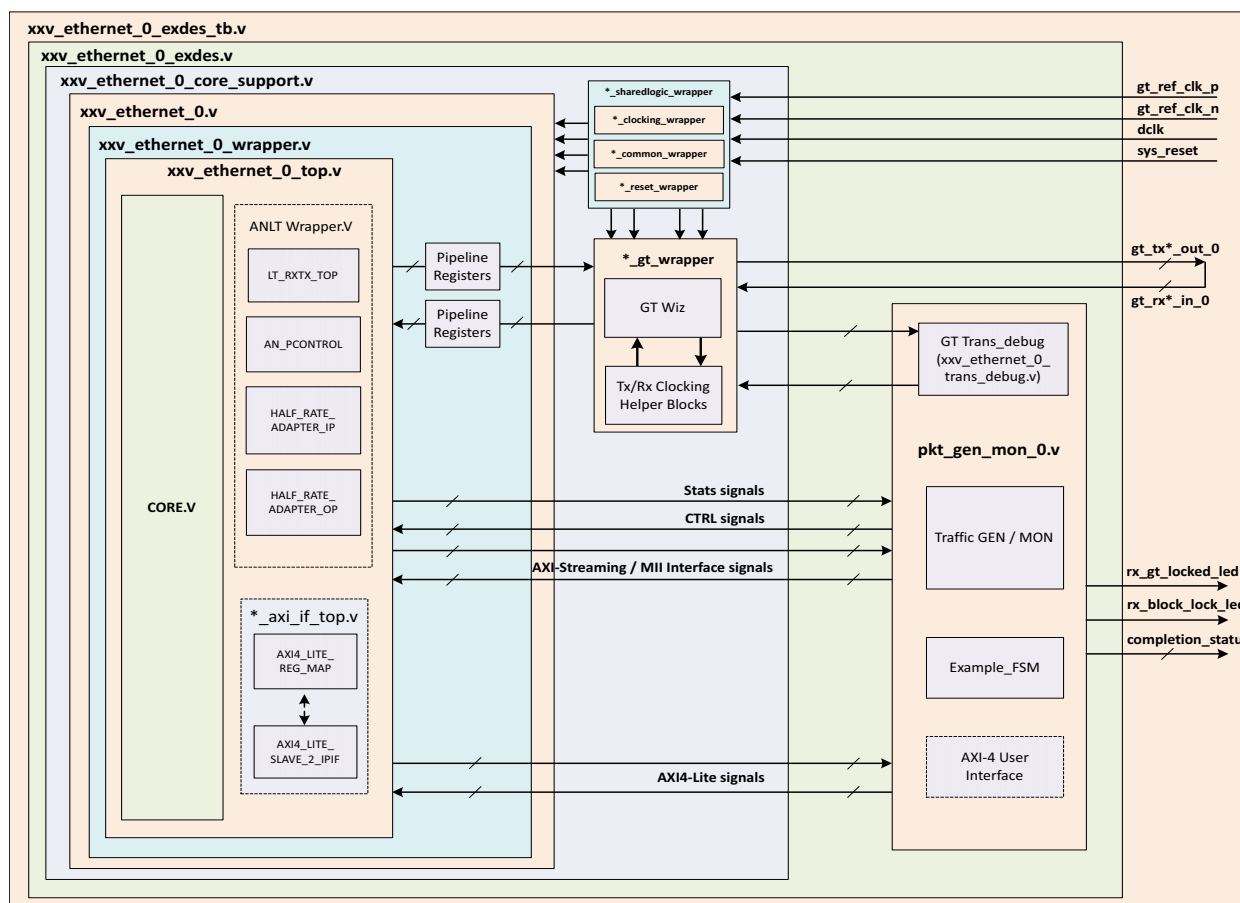 xxv_ethernet_0_exdes_tb.v
xxv_ethernet_0_exdes.v
xxv_ethernet_0_core_support.v
xxv_ethernet_0.v
xxv_ethernet_0_wrapper.v
xxv_ethernet_0_top.v
CORE.V
ANLT Wrapper.V
LT_RXTX_TOP
AN_PCONTROL
HALF_RATE_
ADAPTER_IP
HALF_RATE_
ADAPTER_OP
*_axi_if_top.v
AXI4_LITE_
REG_MAP
AXI4_LITE_
SLAVE_2_IPIF
Pipeline
Registers
Pipeline
Registers
*_sharedlogic_wrapper
*_clocking_wrapper
*_common_wrapper
*_reset_wrapper
*_gt_wrapper
GT Wiz
Tx/Rx Clocking
Helper Blocks
Stats signals
CTRL signals
AXI-Streaming / MII Interface signals
AXI4-Lite signals
GT Trans_debug
(xxv_ethernet_0_
trans_debug.v)
pkt_gen_mon_0.v
Traffic GEN / MON
Example_FSM
AXI-4 User
Interface
gt_ref_clk_p
gt_ref_clk_n
dclk
sys_reset
gt_tx*_out_0
gt_rx*_in_0
rx_gt_locked_led
rx_block_lock_led
completion_status